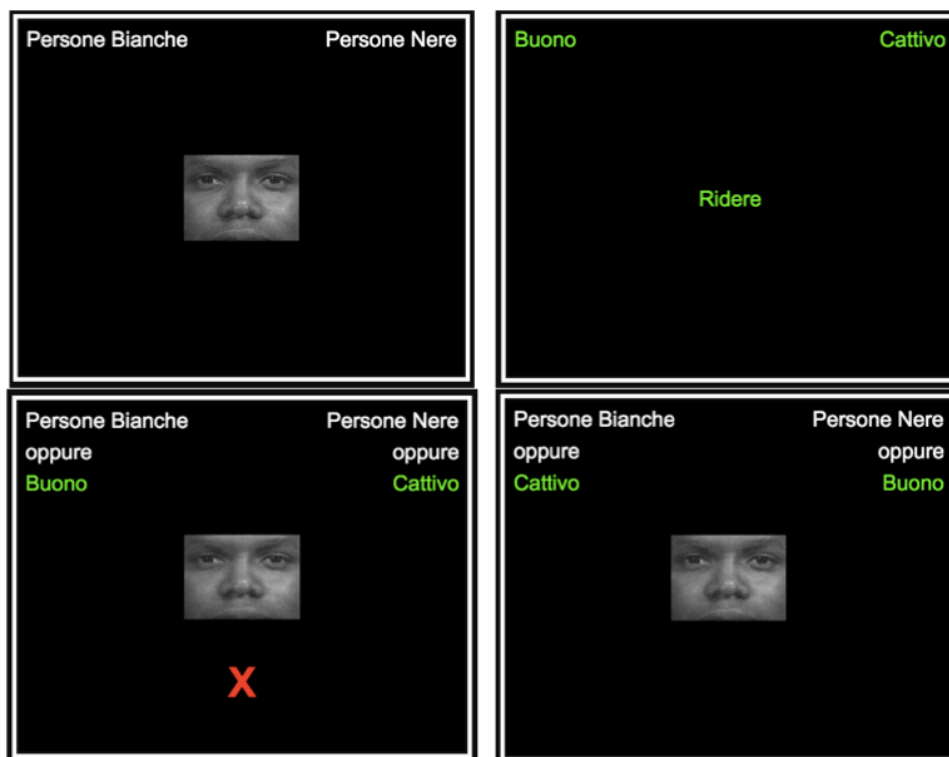 Persone Bianche Persone Nere
Buono Cattivo
Ridere
Persone Bianche Persone Nere
oppure oppure
Buono Cattivo
X
Persone Bianche Persone Nere
oppure oppure
Cattivo Buono